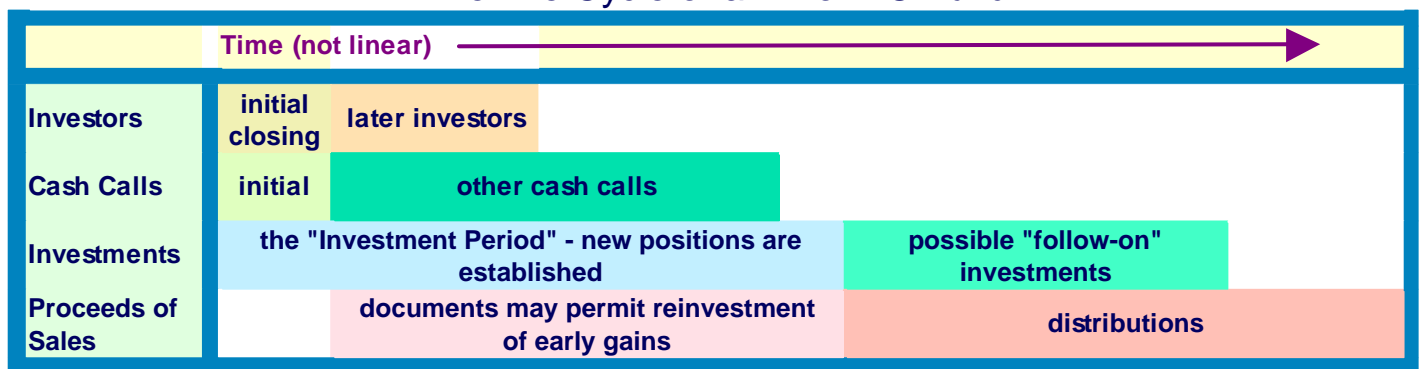 Time (not linear)
Investors
initial
closing
later investors
Cash Calls
initial
other cash calls
Investments
the "Investment Period" - new positions are
established
possible "follow-on"
investments
Proceeds of
Sales
documents may permit reinvestment
of early gains
distributions